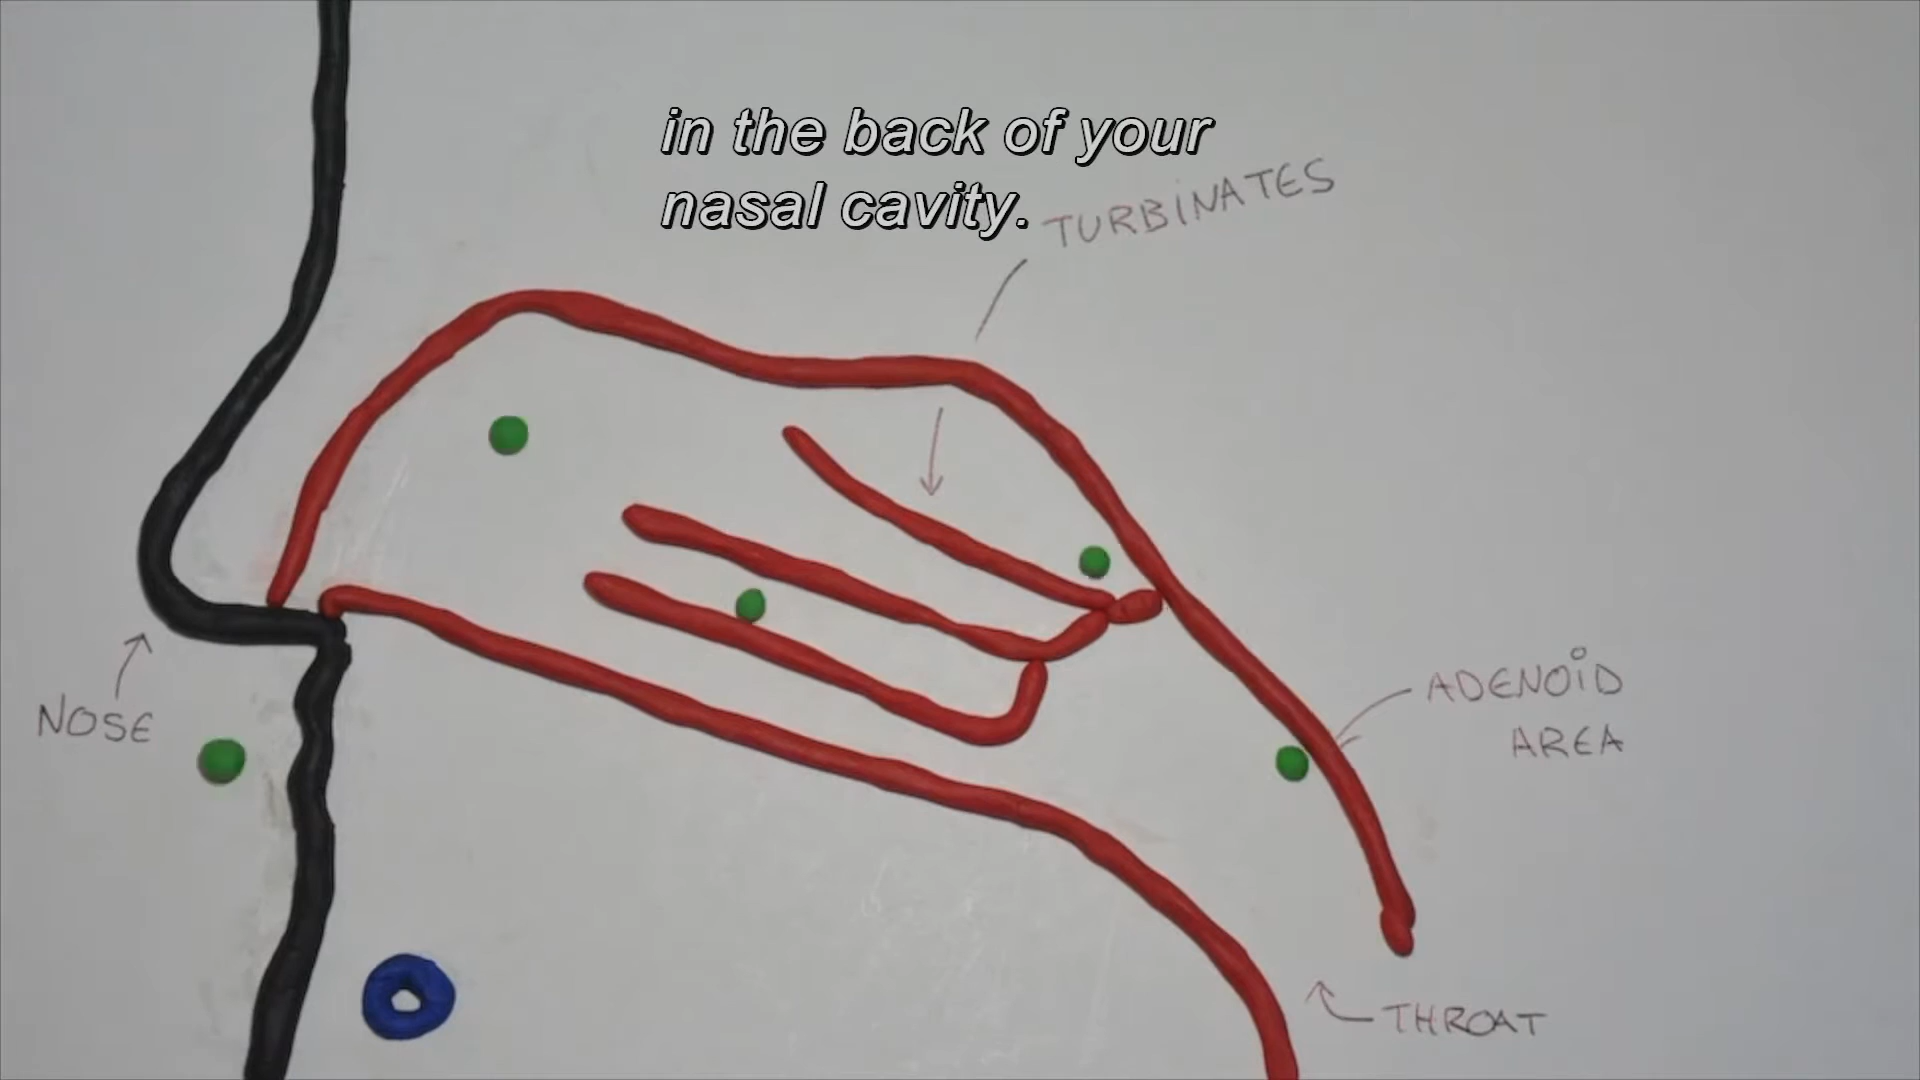 in the back of your
nasal cavity.
TURBINATES
NOSE
ADENOID
AREA
THROAT